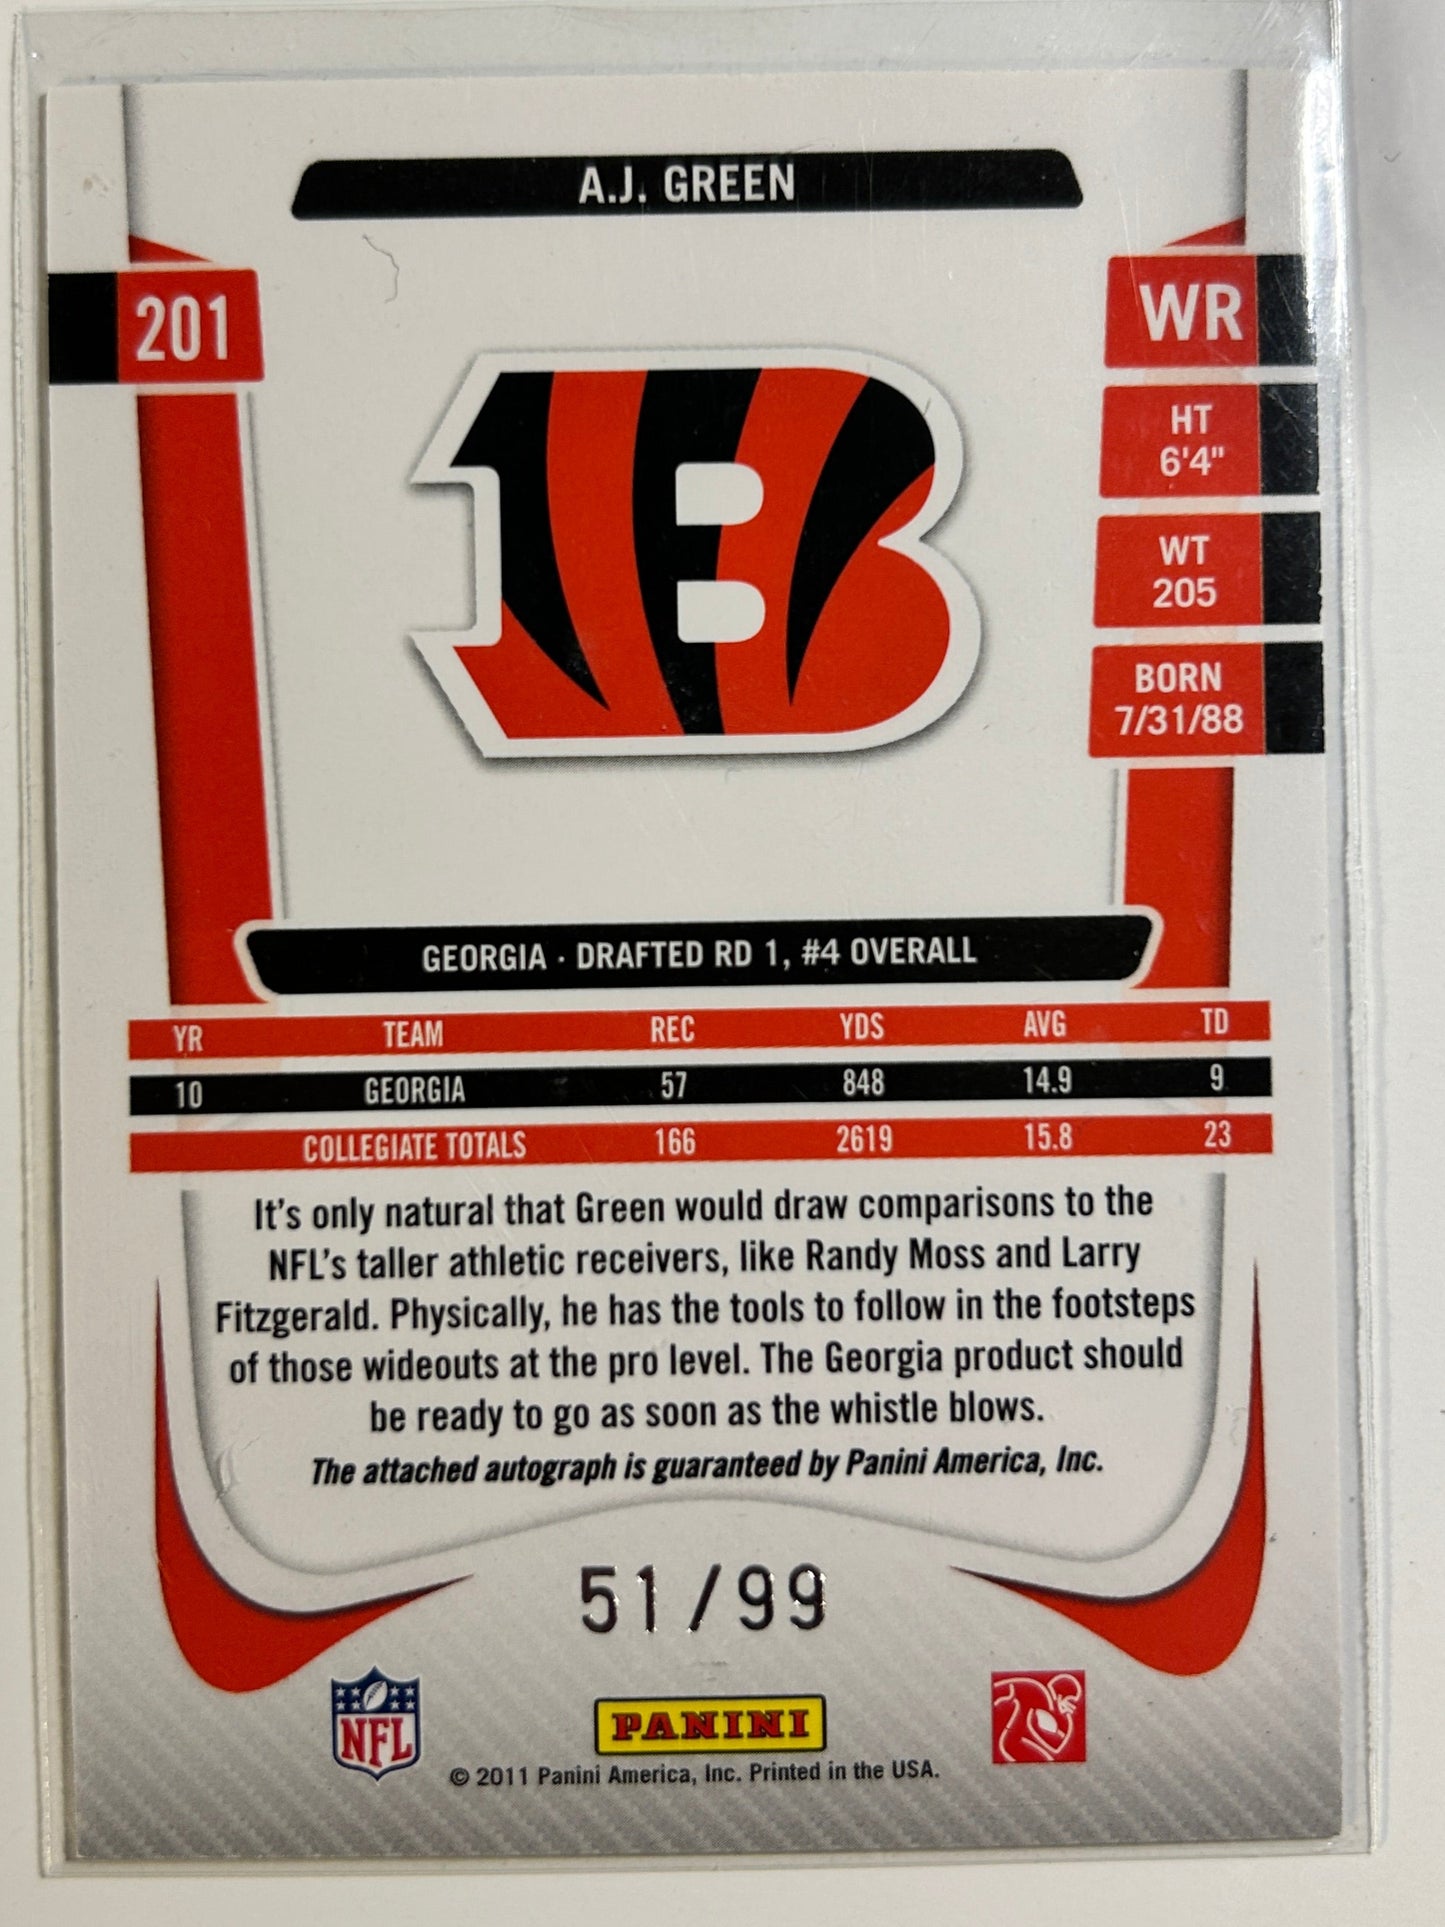 A.J. GREEN
201
WR
HT
6'4"
WT
205
BORN
7/31/88
GEORGIA · DRAFTED RD 1, #4 OVERALL
YR TEAM REC YDS AVG TD
10 GEORGIA 57 848 14.9 9
COLLEGIATE TOTALS 166 2619 15.8 23
It's only natural that Green would draw comparisons to the
NFL's taller athletic receivers, like Randy Moss and Larry
Fitzgerald. Physically, he has the tools to follow in the footsteps
of those wideouts at the pro level. The Georgia product should
be ready to go as soon as the whistle blows.
The attached autograph is guaranteed by Panini America, Inc.
51/99
NFL
PANINI
© 2011 Panini America, Inc. Printed in the USA.